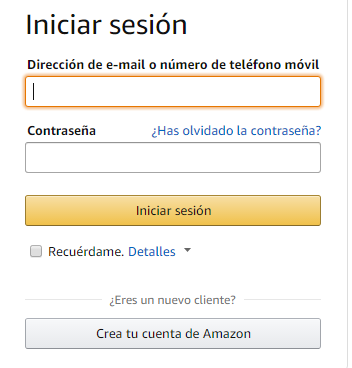 Iniciar sesión
Dirección de e-mail o número de teléfono móvil
Contraseña ¿Has olvidado la contraseña?
Iniciar sesión
Recuérdame. Detalles
¿Eres un nuevo cliente?
Crea tu cuenta de Amazon